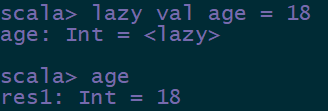 scala> lazy val age = 18
age: Int = <lazy>
scala> age
res1: Int = 18